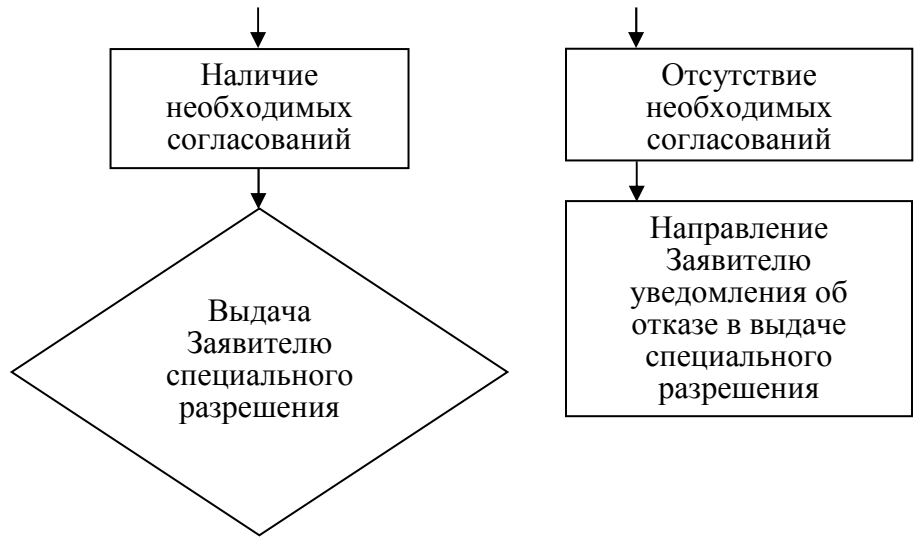 Наличие
необходимых
согласований
Отсутствие
необходимых
согласований
Выдача
Заявителю
специального
разрешения
Направление
Заявителю
уведомления об
отказе в выдаче
специального
разрешения